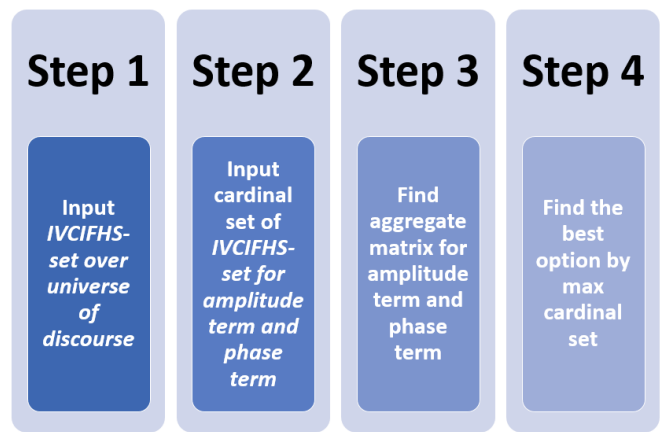 Step 1
Input
IVCIFHS-
set over
universe
of
discourse
Step 2
Input
cardinal
set of
IVCIFHS-
set for
amplitude
term and
phase
term
Step 3
Find
aggregate
matrix for
amplitude
term and
phase
term
Step 4
Find the
best
option by
max
cardinal
set